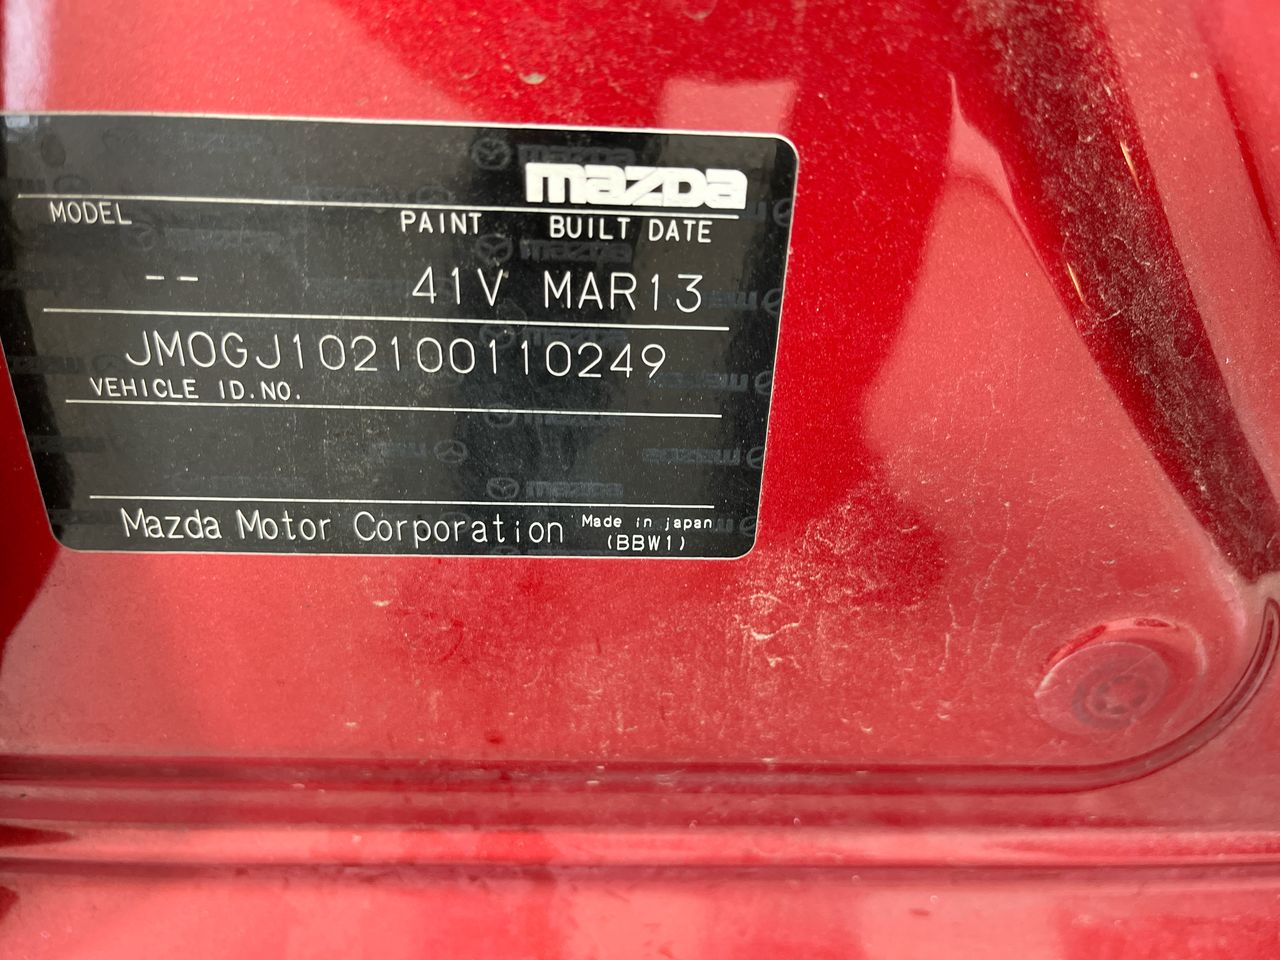 mazda
MODEL PAINT BUILT DATE
-- 41V MAR13
JM0GJ102100110249
VEHICLE ID.NO.
Mazda Motor Corporation Made in japan
(BBW1)